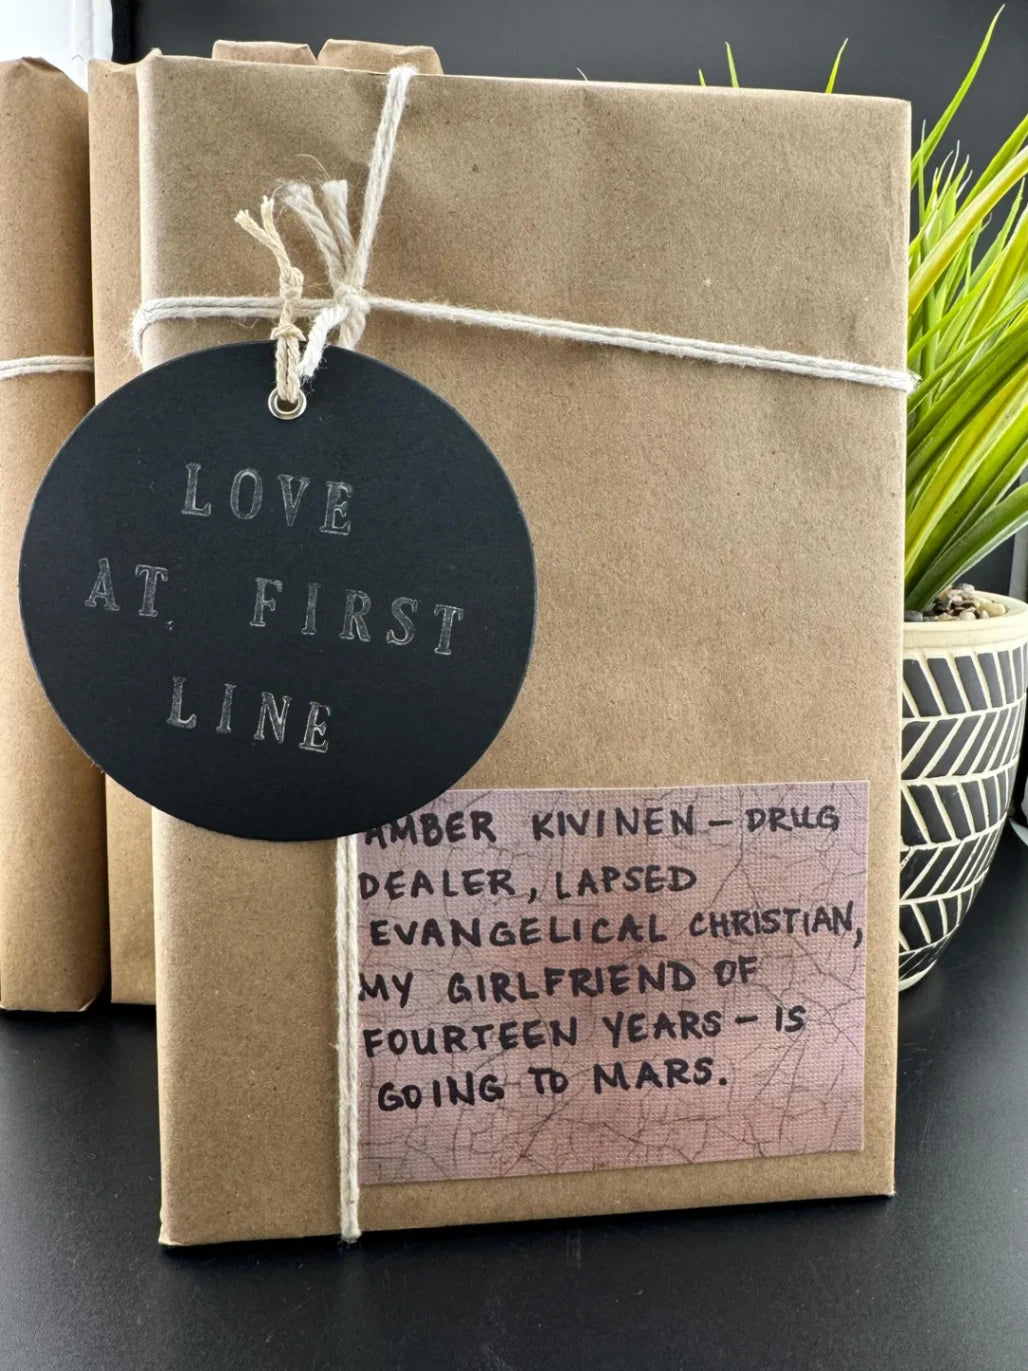 LOVE
AT FIRST
LINE
AMBER KIVINEN – DRUG
DEALER, LAPSED
EVANGELICAL CHRISTIAN,
MY GIRLFRIEND OF
FOURTEEN YEARS – IS
GOING TO MARS.